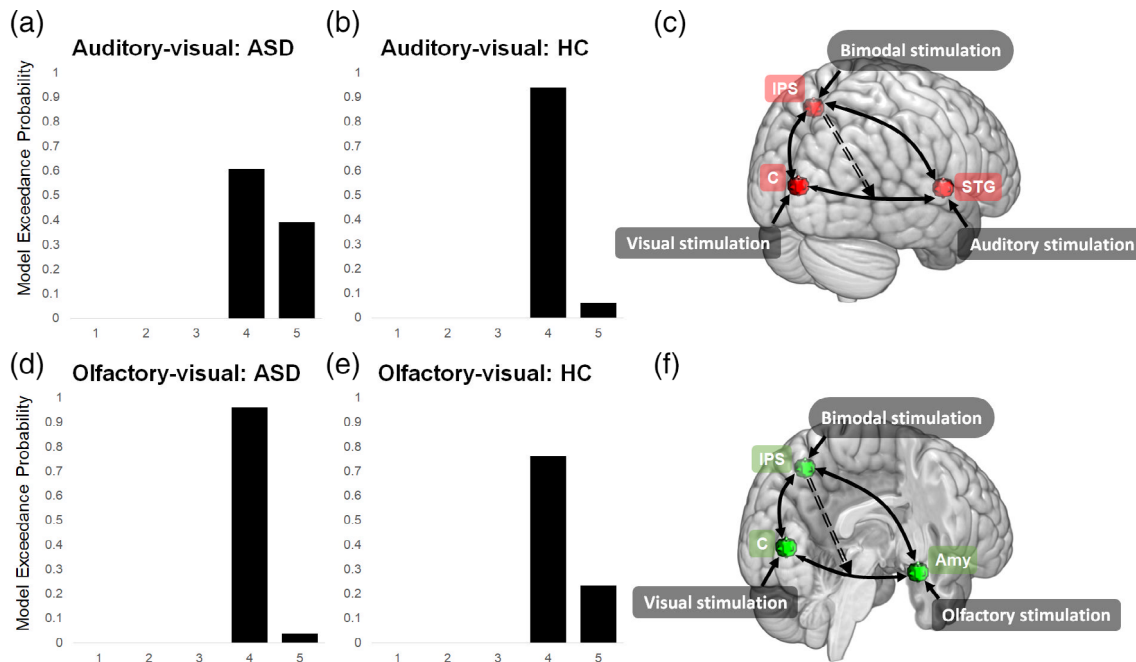 (a)
Auditory-visual: ASD
Model Exceedance Probability
1
0.9
0.8
0.7
0.6
0.5
0.4
0.3
0.2
0.1
0
1 2 3 4 5
(b)
Auditory-visual: HC
1
0.9
0.8
0.7
0.6
0.5
0.4
0.3
0.2
0.1
0
1 2 3 4 5
(c)
Bimodal stimulation
IPS
C
STG
Visual stimulation
Auditory stimulation
(d)
Olfactory-visual: ASD
Model Exceedance Probability
1
0.9
0.8
0.7
0.6
0.5
0.4
0.3
0.2
0.1
0
1 2 3 4 5
(e)
Olfactory-visual: HC
1
0.9
0.8
0.7
0.6
0.5
0.4
0.3
0.2
0.1
0
1 2 3 4 5
(f)
Bimodal stimulation
IPS
C
Amy
Visual stimulation
Olfactory stimulation